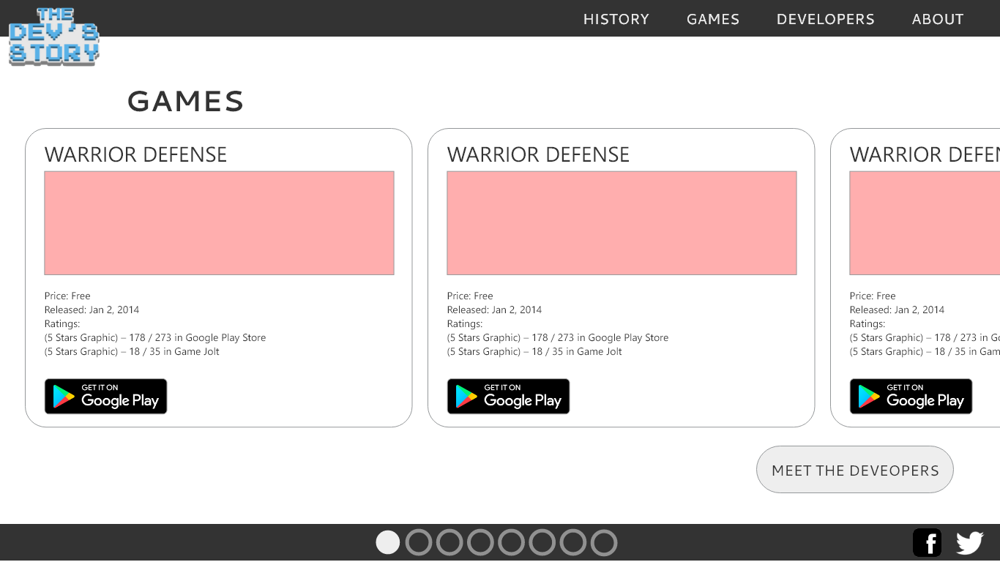 THE
DEV'S
STORY
HISTORY GAMES DEVELOPERS ABOUT
GAMES
WARRIOR DEFENSE
Price: Free
Released: Jan 2, 2014
Ratings:
(5 Stars Graphic) – 178 / 273 in Google Play Store
(5 Stars Graphic) – 18 / 35 in Game Jolt
GET IT ON
Google Play
WARRIOR DEFENSE
Price: Free
Released: Jan 2, 2014
Ratings:
(5 Stars Graphic) – 178 / 273 in Google Play Store
(5 Stars Graphic) – 18 / 35 in Game Jolt
GET IT ON
Google Play
WARRIOR DEFEN
Price: Free
Released: Jan 2, 2014
Ratings:
(5 Stars Graphic) – 178 / 273 in Go
(5 Stars Graphic) – 18 / 35 in Gam
GET IT ON
Google Play
MEET THE DEVEOPERS